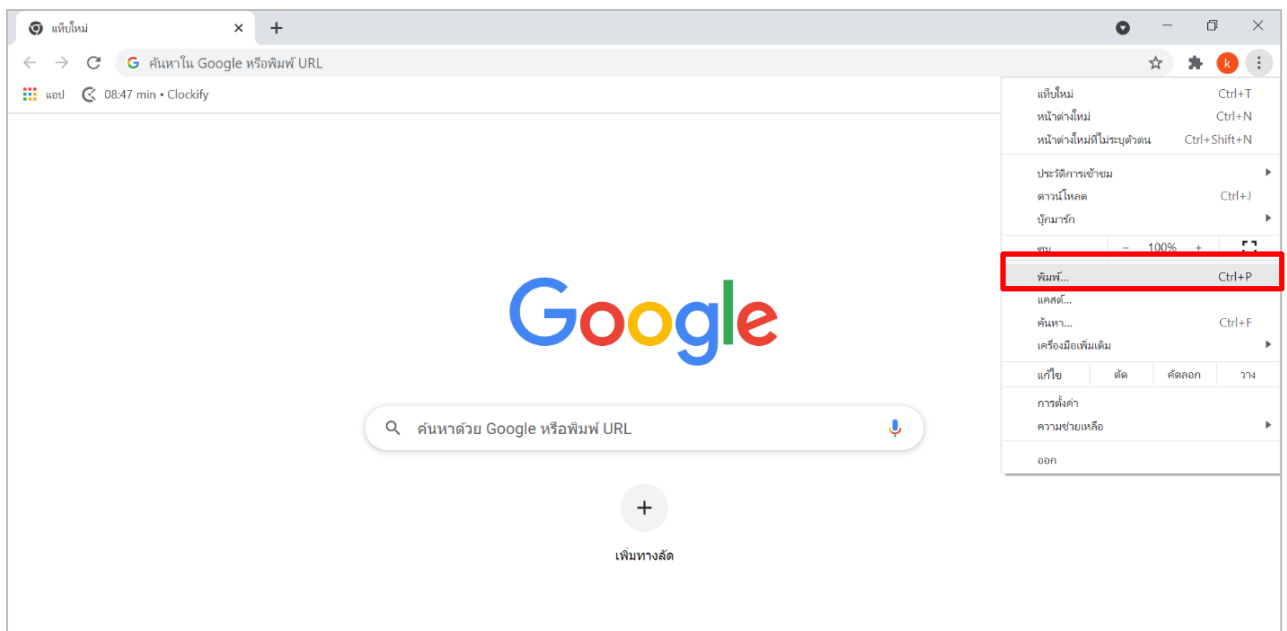 แท็บใหม่
ค้นหาใน Google หรือพิมพ์ URL
k
แอป 08:47 min • Clockify
แท็บใหม่ Ctrl+T
หน้าต่างใหม่ Ctrl+N
หน้าต่างใหม่ที่ไม่ระบุตัวตน Ctrl+Shift+N
ประวัติการเข้าชม
ดาวน์โหลด Ctrl+J
บุ๊กมาร์ก
ซูม - 100% +
พิมพ์... Ctrl+P
แคสต์...
ค้นหา... Ctrl+F
เครื่องมือเพิ่มเติม
แก้ไข ตัด คัดลอก วาง
การตั้งค่า
ความช่วยเหลือ
ออก
Google
ค้นหาด้วย Google หรือพิมพ์ URL
เพิ่มทางลัด